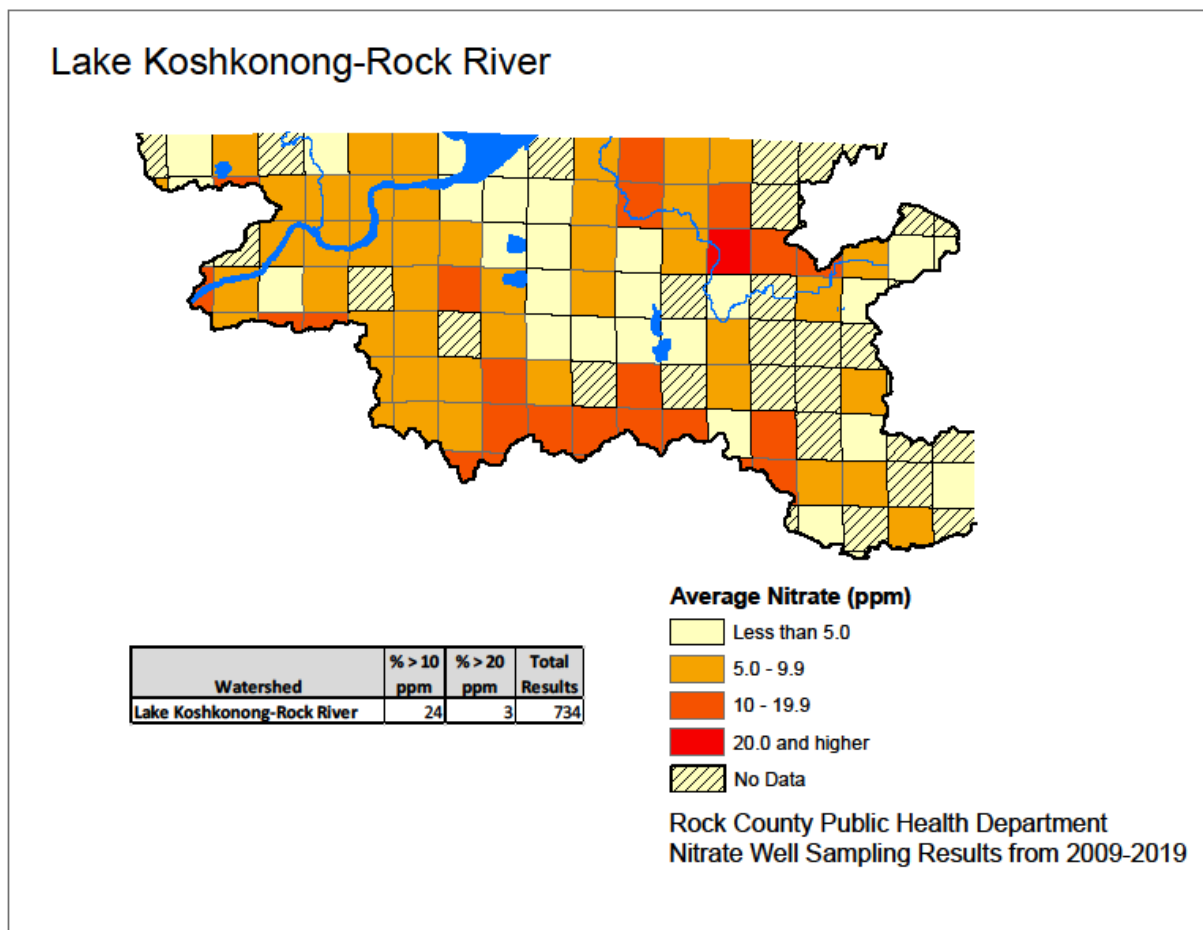 Lake Koshkonong-Rock River
Average Nitrate (ppm)
Less than 5.0
5.0 - 9.9
10 - 19.9
20.0 and higher
No Data
Watershed % > 10 ppm % > 20 ppm Total Results
Lake Koshkonong-Rock River 24 3 734
Rock County Public Health Department
Nitrate Well Sampling Results from 2009-2019